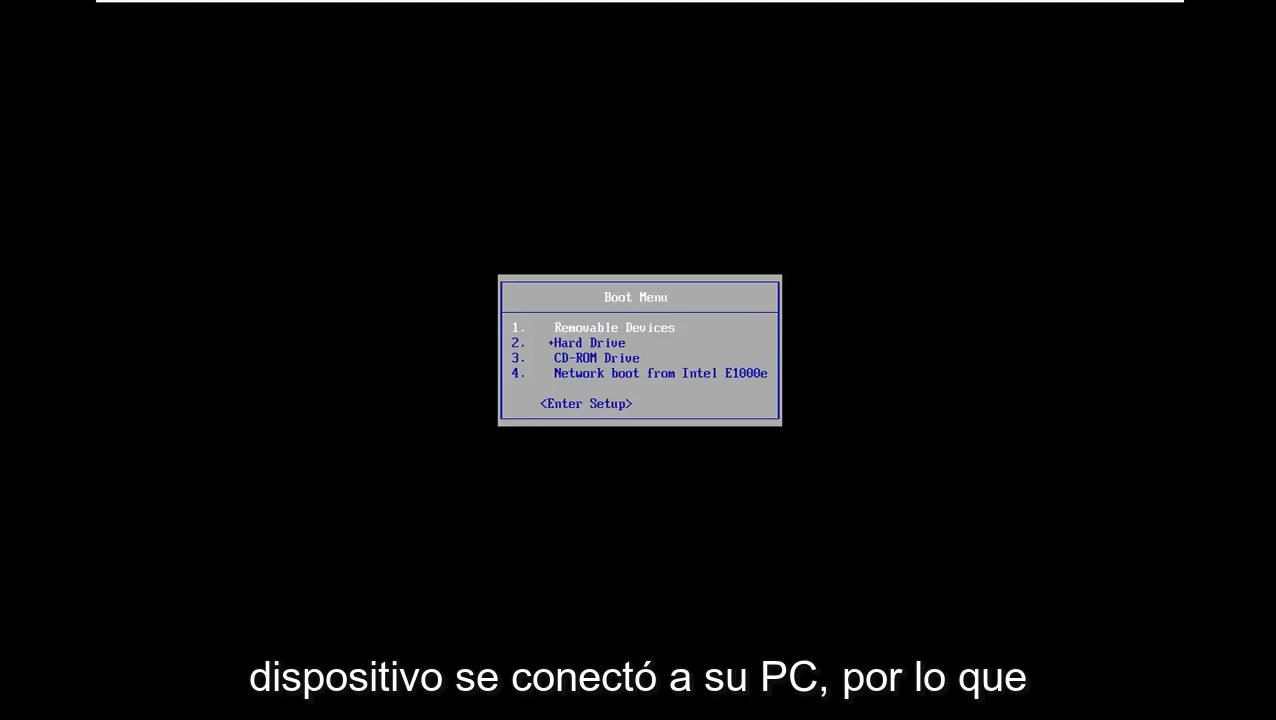 Boot Menu
1. Removable Devices
2. +Hard Drive
3. CD-ROM Drive
4. Network boot from Intel E1000e
<Enter Setup>
dispositivo se conectó a su PC, por lo que